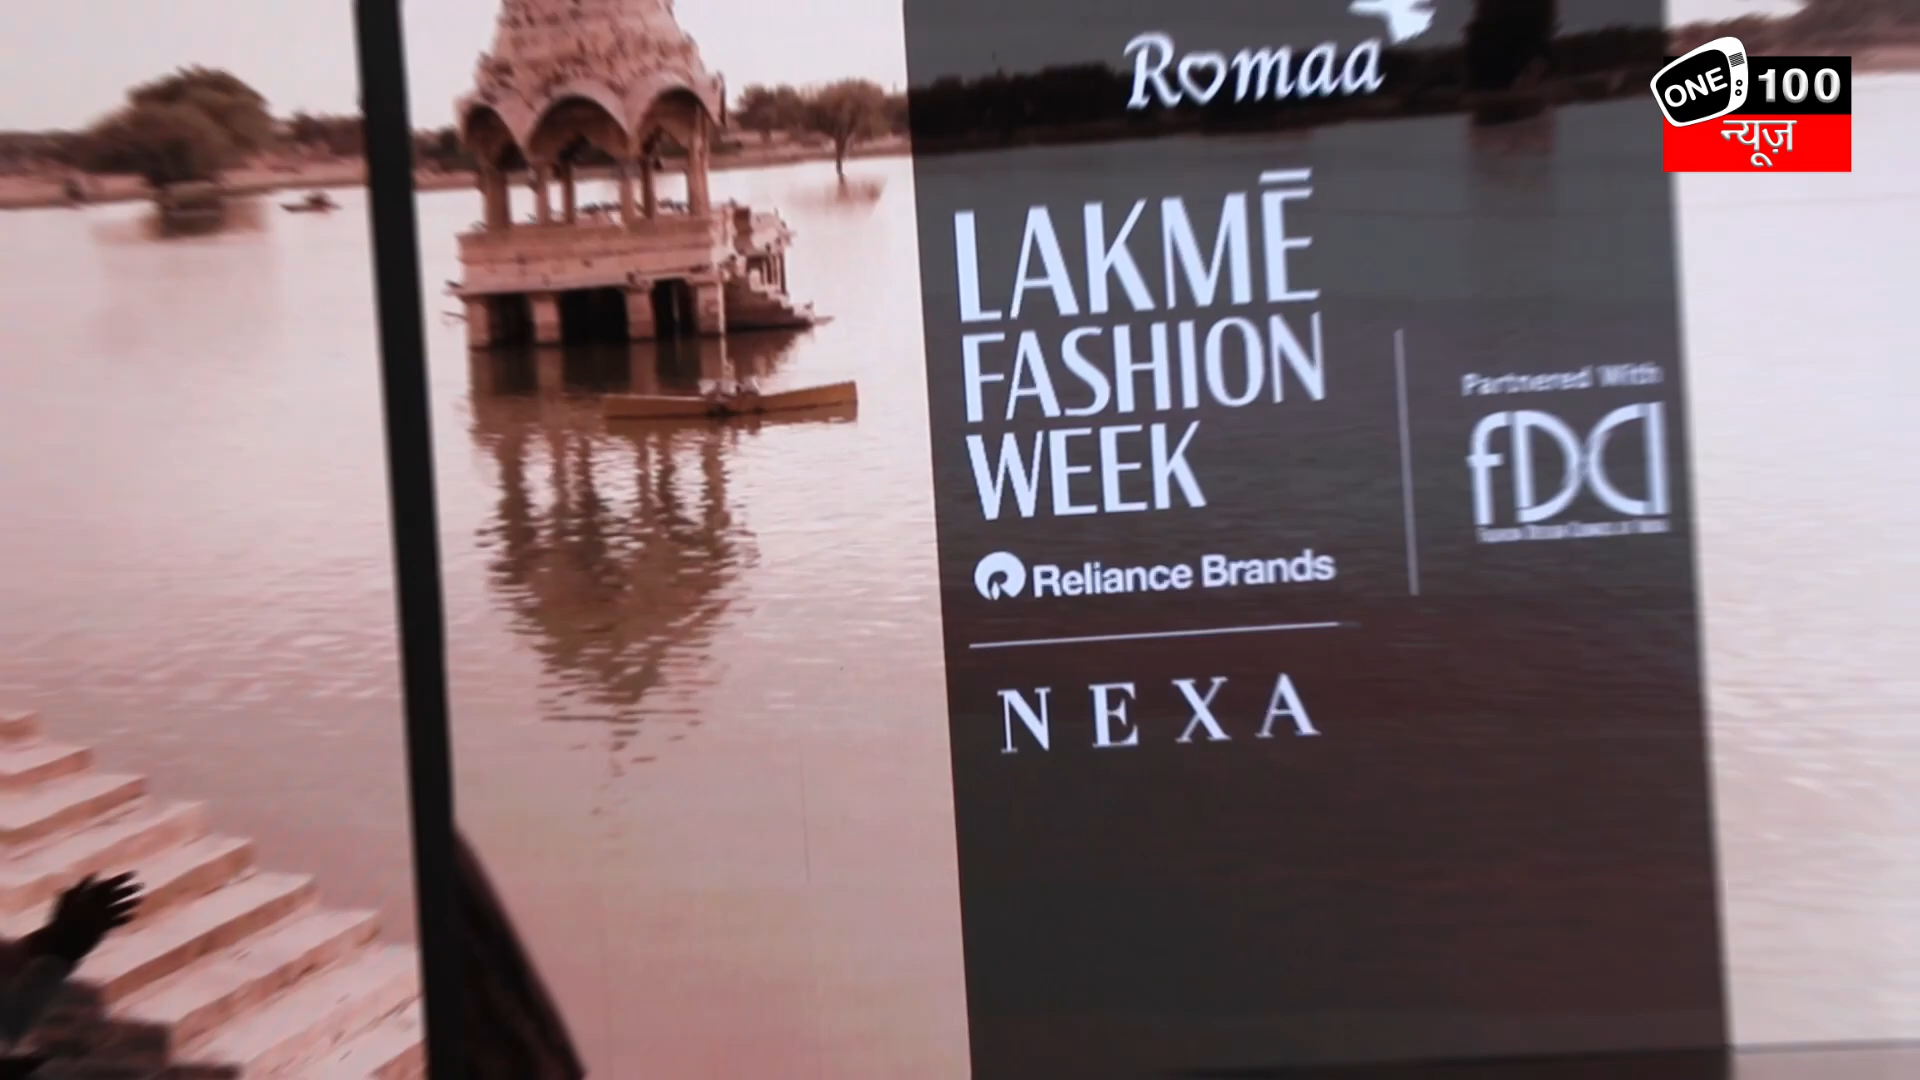 Romaa
ONE 100
न्यूज़
LAKMĒ
FASHION
WEEK
Partnered With
FDCI
Reliance Brands
NEXA